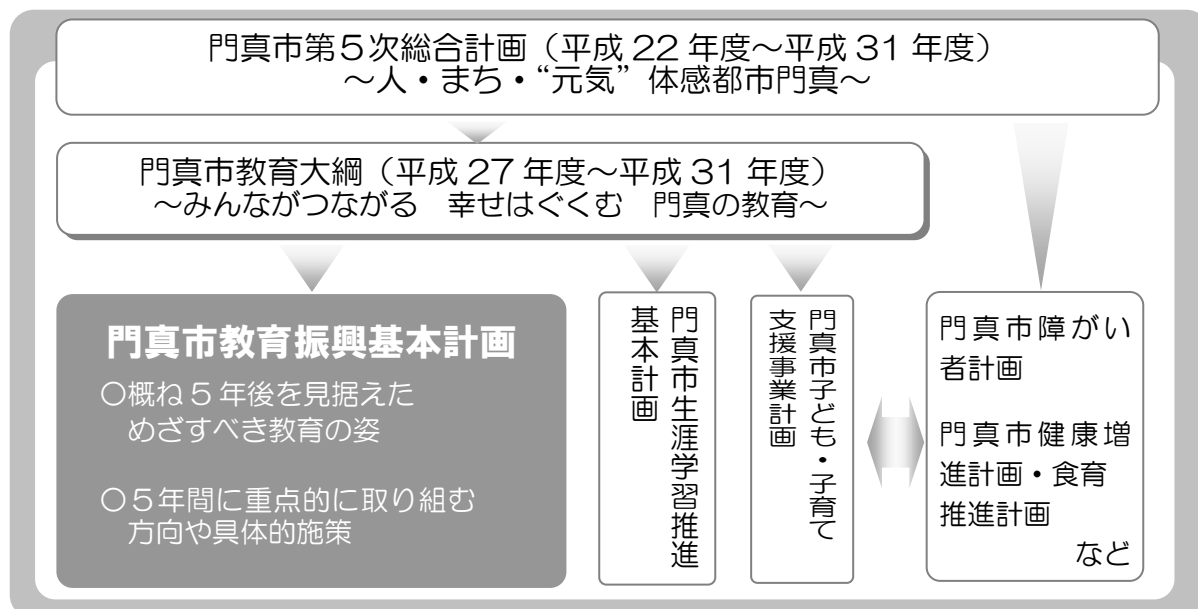 門真市第５次総合計画（平成 22 年度～平成 31 年度）
～人・まち・“元気” 体感都市門真～
門真市教育大綱（平成 27 年度～平成 31 年度）
～みんながつながる　幸せはぐくむ　門真の教育～
門真市教育振興基本計画
○概ね５年後を見据えた
めざすべき教育の姿
○５年間に重点的に取り組む
方向や具体的施策
門真市生涯学習推進
基本計画
門真市子ども・子育て
支援事業計画
門真市障がい
者計画
門真市健康増
進計画・食育
推進計画
など